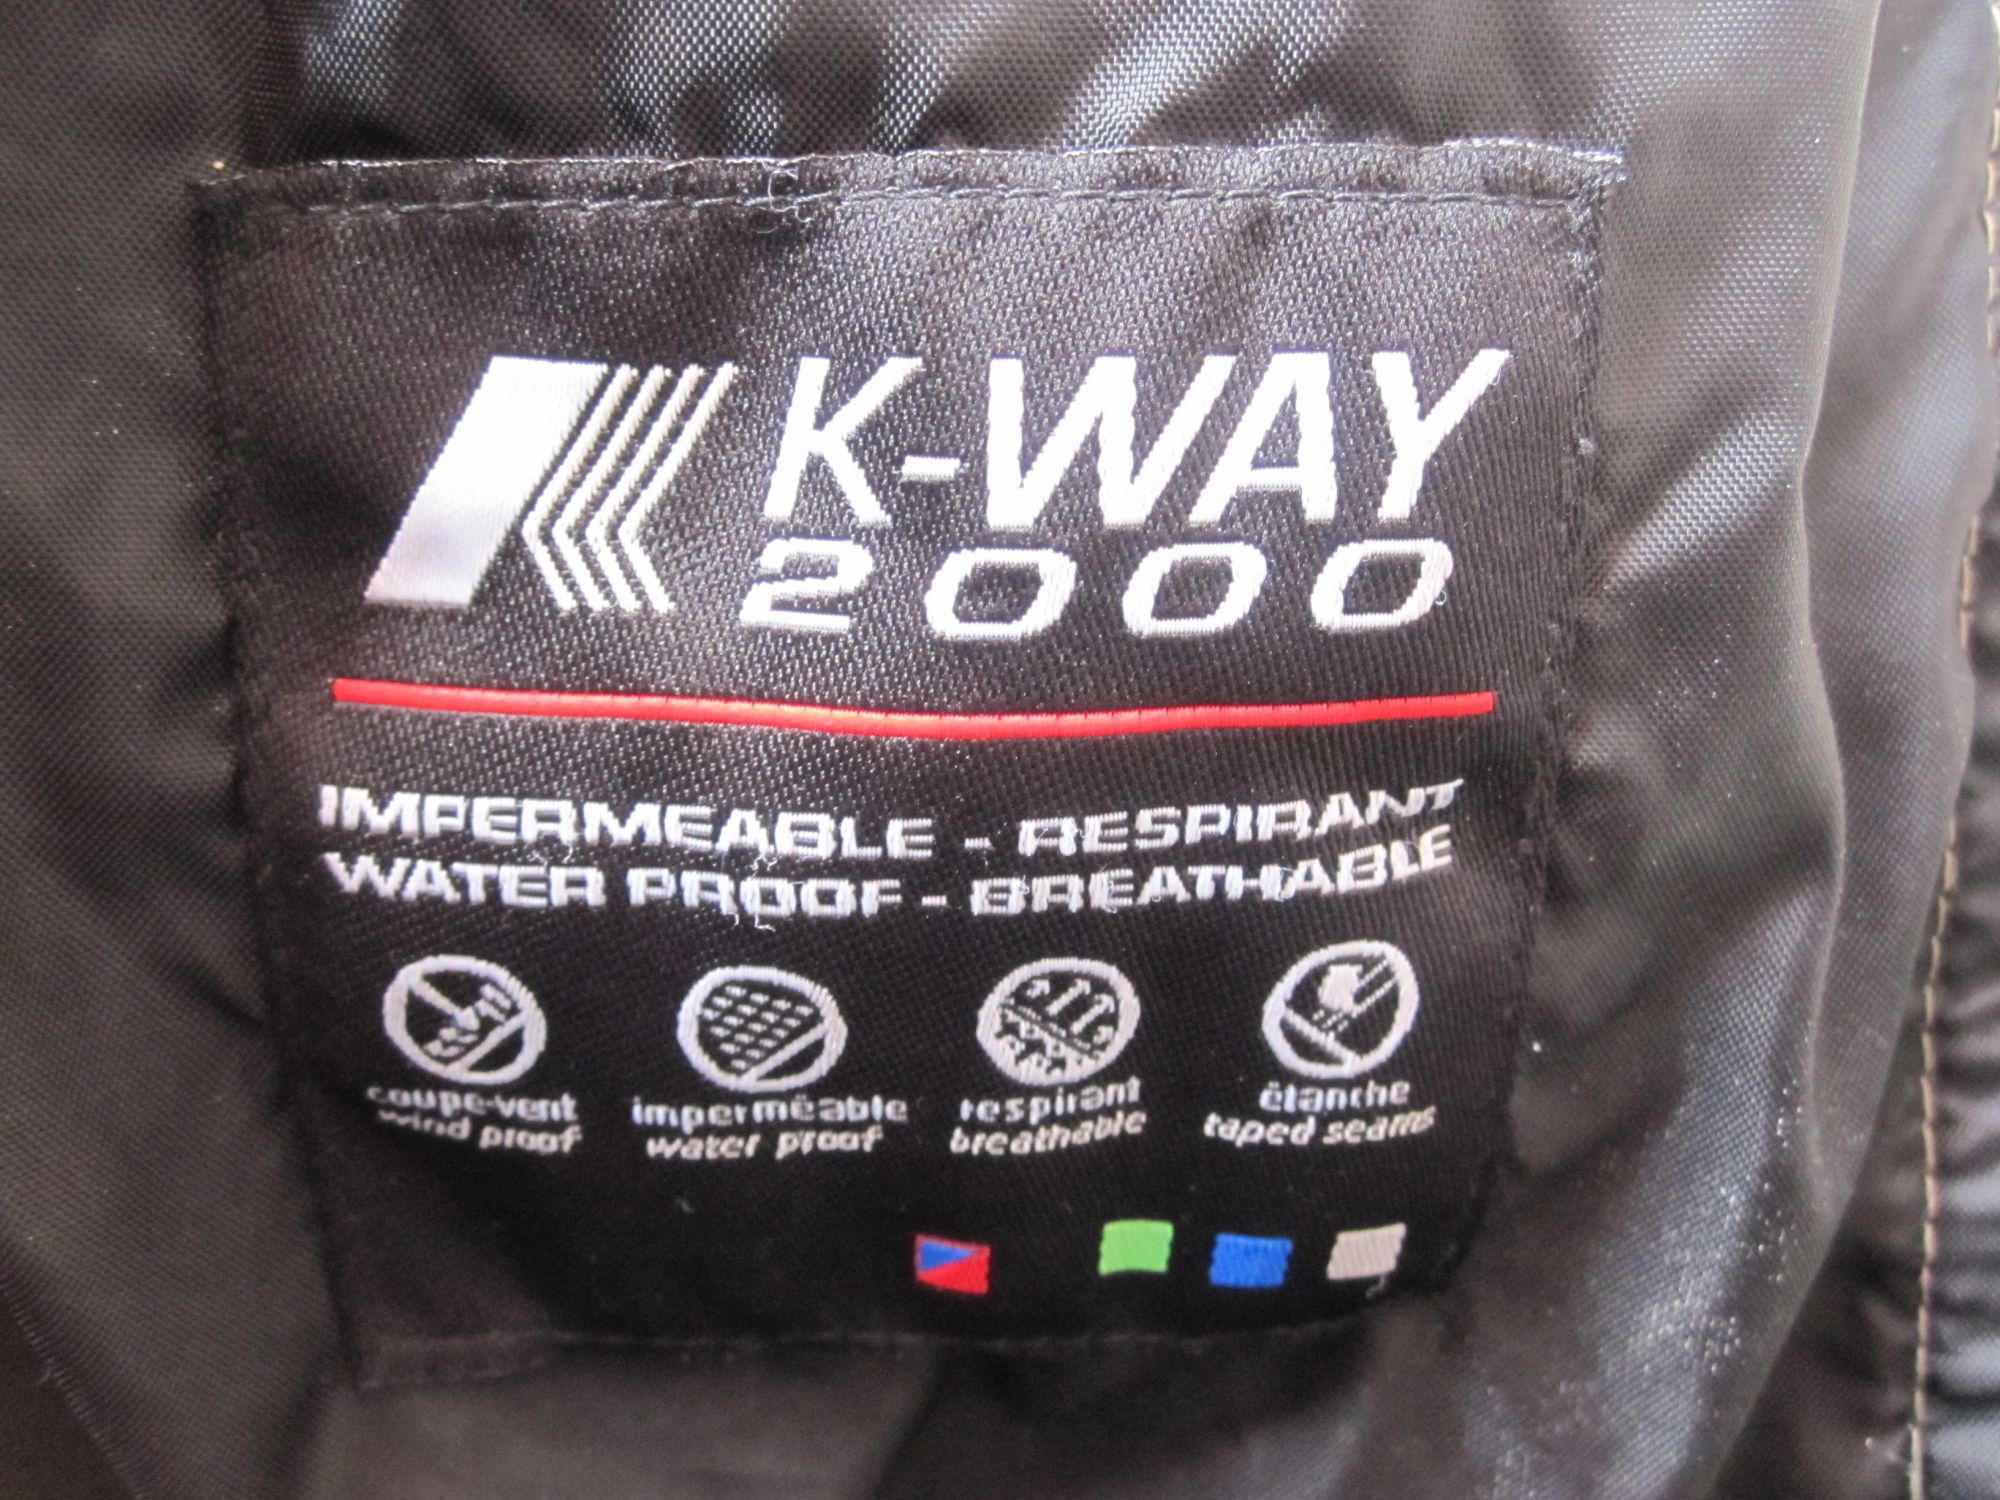 K-WAY
2000
IMPERMEABLE - RESPIRANT
WATER PROOF - BREATHABLE
coupe-vent
wind proof
imperméable
water proof
respirant
breathable
étanche
taped seams